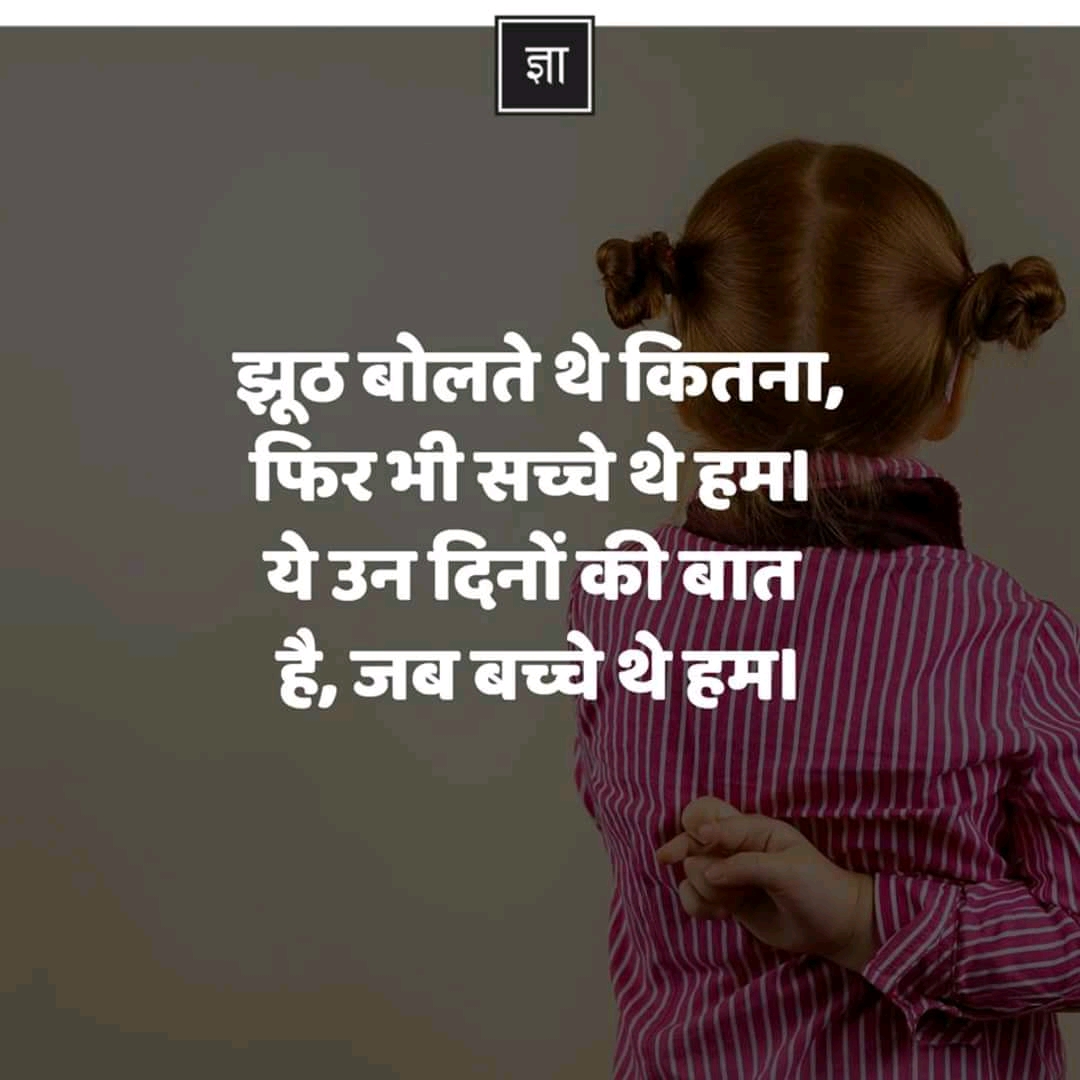 ज्ञा
झूठ बोलते थे कितना,
फिर भी सच्चे थे हम।
ये उन दिनों की बात
है, जब बच्चे थे हम।